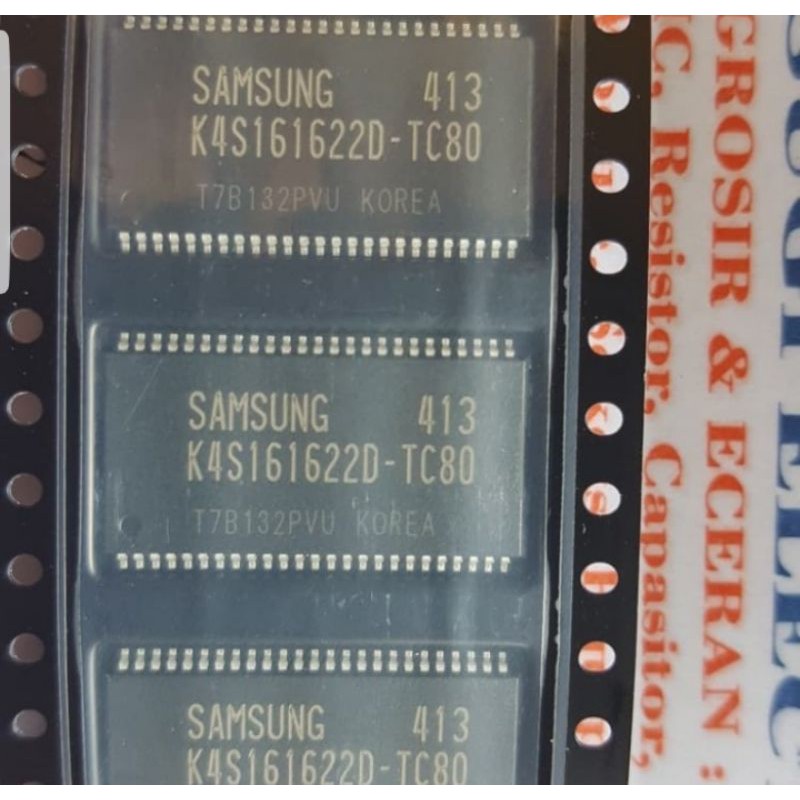 SAMSUNG 413
K4S161622D-TC80
T7B132PVU KOREA
SAMSUNG 413
K4S161622D-TC80
T7B132PVU KOREA
SAMSUNG 413
K4S161622D-TC80
GROSIR & ECERAN :
IC, Resistor, Capasitor,